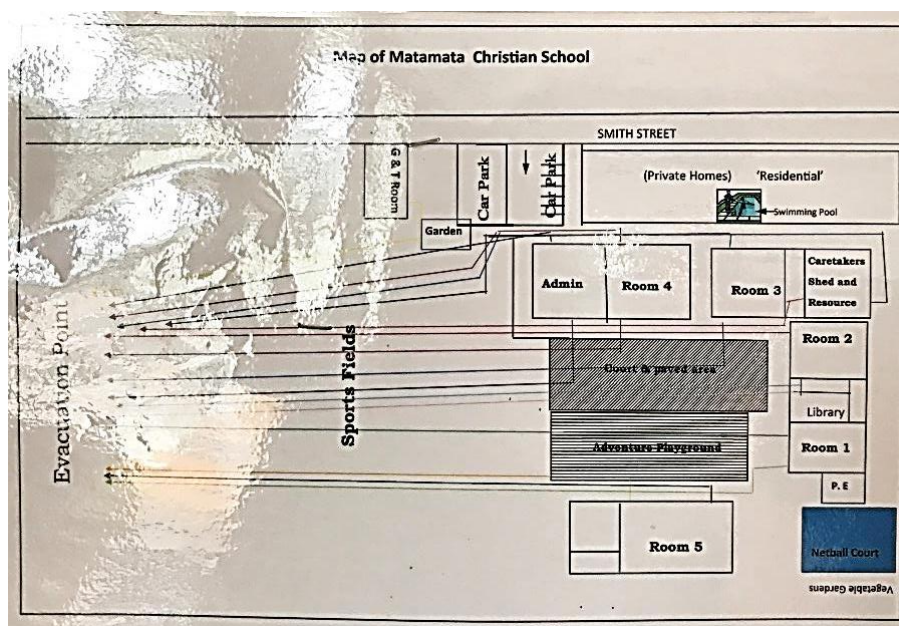 Map of Matamata Christian School
SMITH STREET
G & T Room
Car Park
Car Park
(Private Homes) 'Residential'
Swimming Pool
Garden
Admin
Room 4
Room 3
Caretakers
Shed and
Resource
Evacuation Point
Sports Fields
Room 2
Court & paved area
Library
Adventure Playground
Room 1
P. E
Room 5
Netball Court
Vegetable Gardens